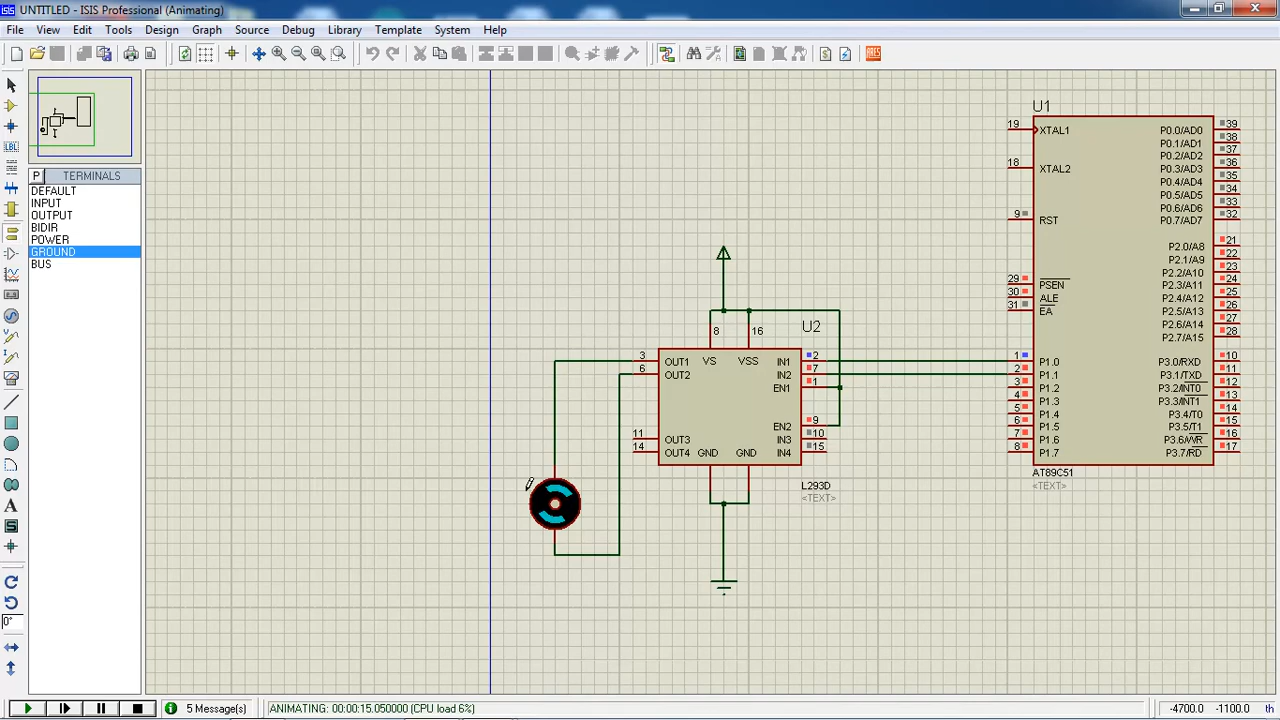 UNTITLED - ISIS Professional (Animating)
File View Edit Tools Design Graph Source Debug Library Template System Help
ISIS
ARES
LBL
P TERMINALS
DEFAULT
INPUT
OUTPUT
BIDIR
POWER
GROUND
BUS
A
0°
U1
19 XTAL1
18 XTAL2
9 RST
29 PSEN
30 ALE
31 EA
1 P1.0
2 P1.1
3 P1.2
4 P1.3
5 P1.4
6 P1.5
7 P1.6
8 P1.7
P0.0/AD0 39
P0.1/AD1 38
P0.2/AD2 37
P0.3/AD3 36
P0.4/AD4 35
P0.5/AD5 34
P0.6/AD6 33
P0.7/AD7 32
P2.0/A8 21
P2.1/A9 22
P2.2/A10 23
P2.3/A11 24
P2.4/A12 25
P2.5/A13 26
P2.6/A14 27
P2.7/A15 28
P3.0/RXD 10
P3.1/TXD 11
P3.2/INT0 12
P3.3/INT1 13
P3.4/T0 14
P3.5/T1 15
P3.6/WR 16
P3.7/RD 17
AT89C51
<TEXT>
U2
8 16
VS VSS
3 OUT1 IN1 2
6 OUT2 IN2 7
EN1 1
EN2 9
11 OUT3 IN3 10
14 OUT4 GND GND IN4 15
L293D
<TEXT>
5 Message(s) ANIMATING: 00:00:15.050000 (CPU load 6%) -4700.0 -1100.0 th